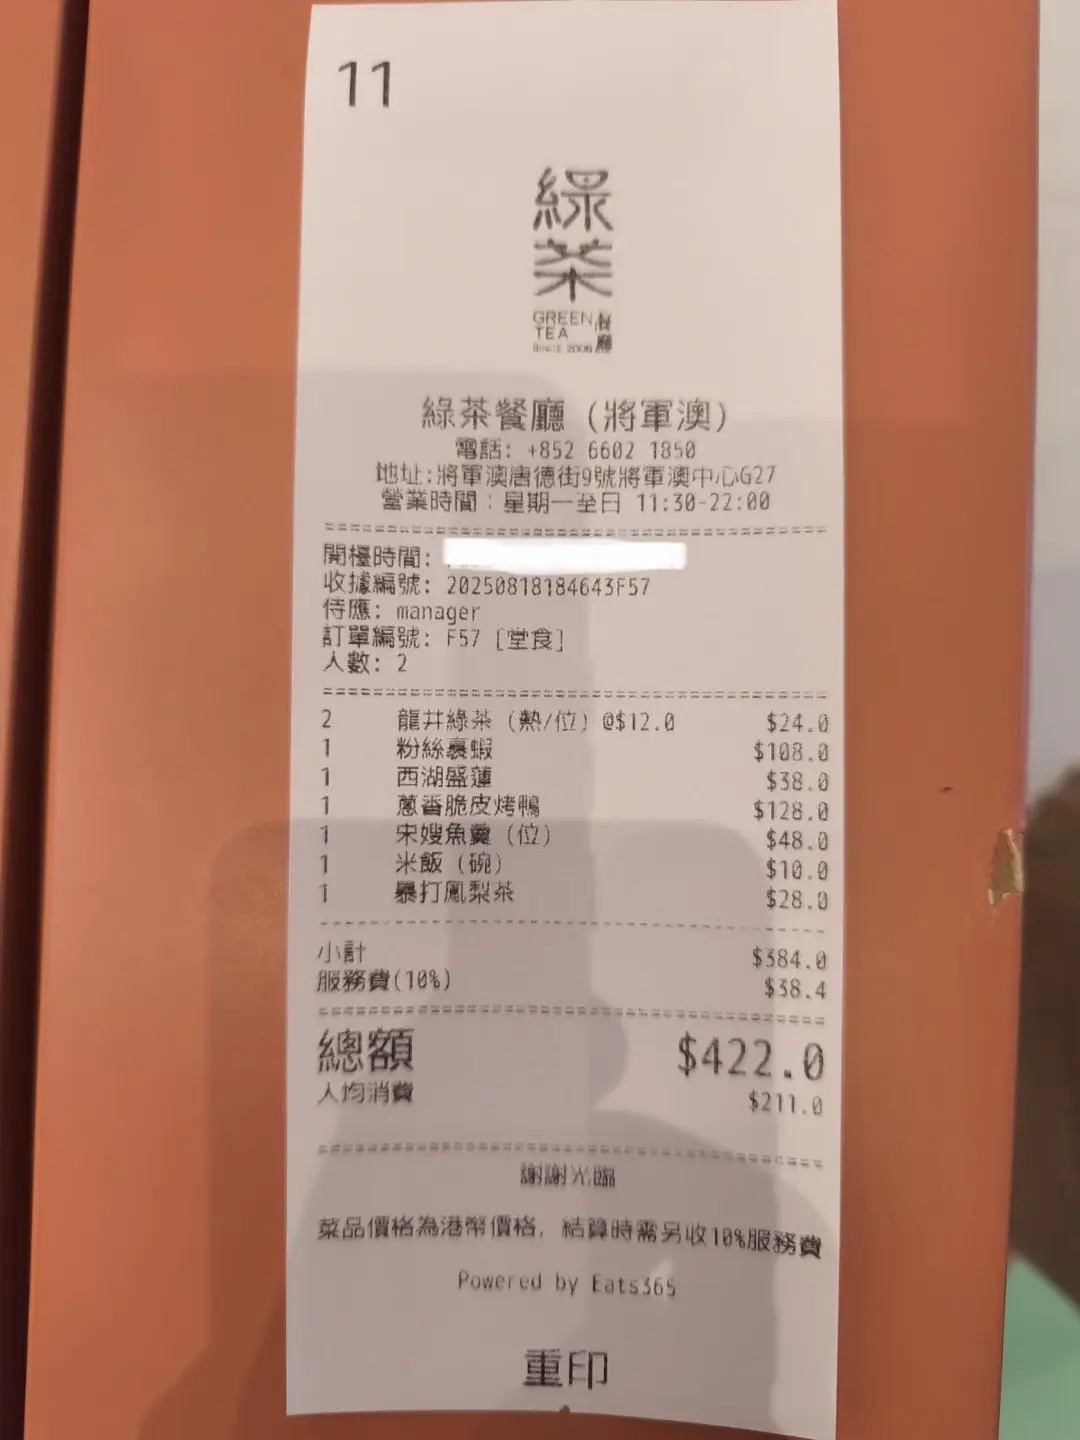 11
綠茶
GREEN TEA 餐廳
SINCE 2008
綠茶餐廳 (將軍澳)
電話: +852 6602 1850
地址:將軍澳唐德街9號將軍澳中心G27
營業時間：星期一至日 11:30-22:00
開檯時間:
收據編號: 20250818184643F57
侍應: manager
訂單編號: F57 [堂食]
人數: 2
2 龍井綠茶 (熱/位) @$12.0 $24.0
1 粉絲裹蝦 $108.0
1 西湖盛蓮 $38.0
1 蔥香脆皮烤鴨 $128.0
1 宋嫂魚羹 (位) $48.0
1 米飯 (碗) $10.0
1 暴打鳳梨茶 $28.0
小計 $384.0
服務費(10%) $38.4
總額 $422.0
人均消費 $211.0
謝謝光臨
菜品價格為港幣價格, 結算時需另收10%服務費
Powered by Eats365
重印